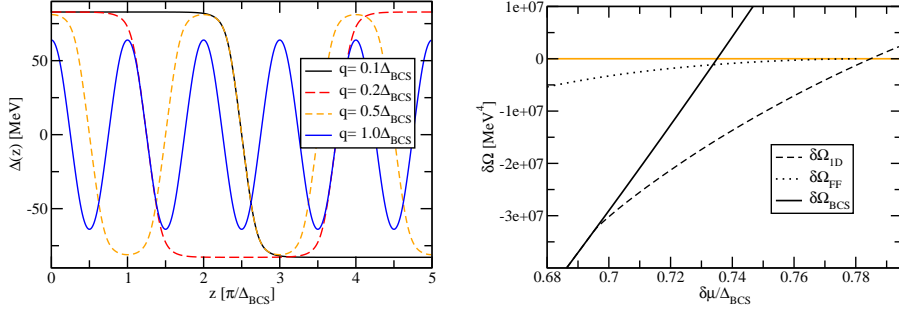 50
0
-50
Δ(z) [MeV]
0 1 2 3 4 5
z [π/Δ_BCS]
q= 0.1Δ_BCS
q= 0.2Δ_BCS
q= 0.5Δ_BCS
q= 1.0Δ_BCS
1e+07
0
-1e+07
-2e+07
-3e+07
δΩ [MeV⁴]
0.68 0.7 0.72 0.74 0.76 0.78
δμ/Δ_BCS
δΩ_1D
δΩ_FF
δΩ_BCS